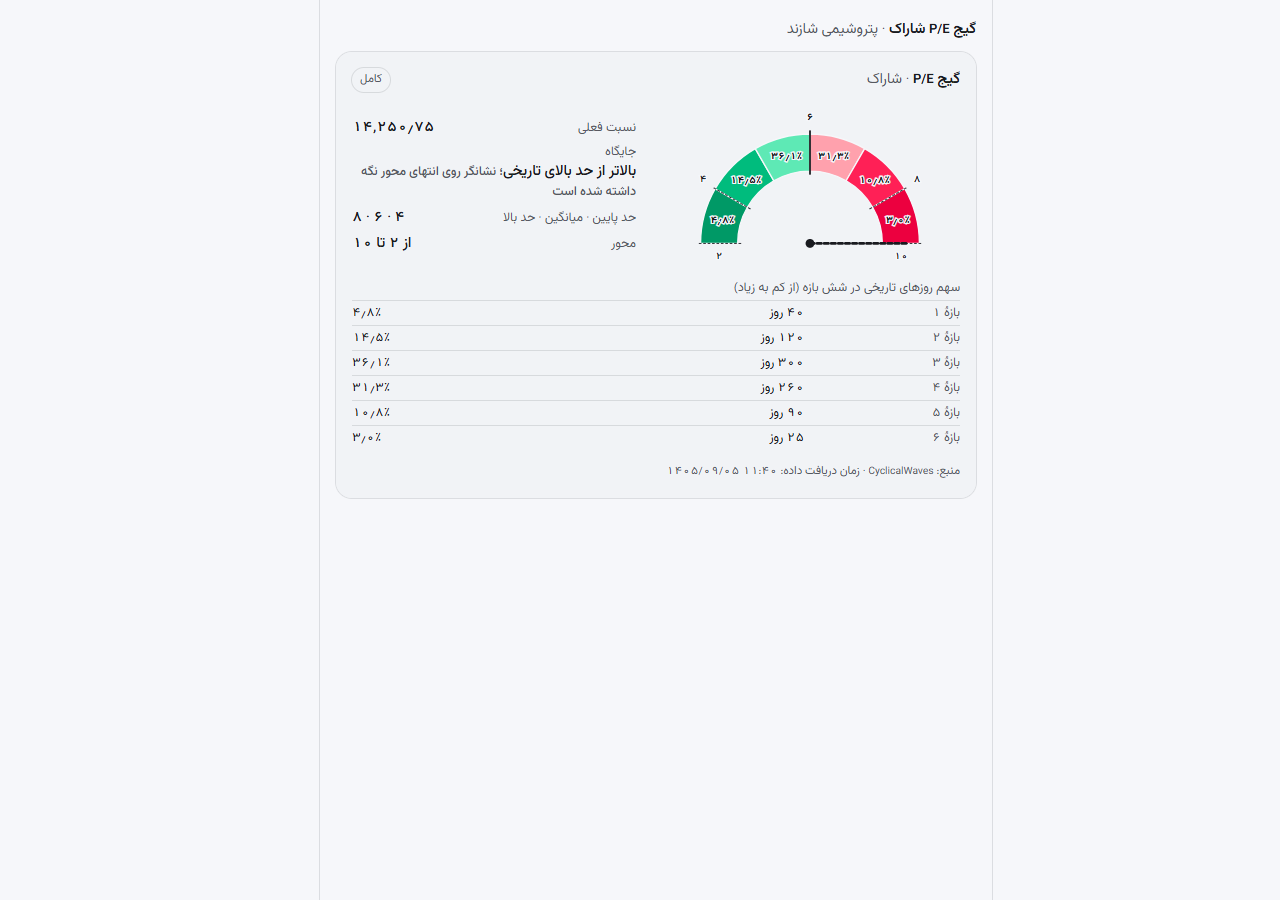 گیج P/E شاراک · پتروشیمی شازند
گیج P/E · شاراک
کامل
۶
۳۶٫۱٪
۳۱٫۳٪
۴
۱۴٫۵٪
۱۰٫۸٪
۸
۴٫۸٪
۳٫۰٪
۲
۱۰
نسبت فعلی
۱۴,۲۵۰٫۷۵
جایگاه
بالاتر از حد بالای تاریخی؛ نشانگر روی انتهای محور نگه
داشته شده است
حد پایین · میانگین · حد بالا
۴ · ۶ · ۸
محور
از ۲ تا ۱۰
سهم روزهای تاریخی در شش بازه (از کم به زیاد)
بازهٔ ۱ ۴۰ روز ۴٫۸٪
بازهٔ ۲ ۱۲۰ روز ۱۴٫۵٪
بازهٔ ۳ ۳۰۰ روز ۳۶٫۱٪
بازهٔ ۴ ۲۶۰ روز ۳۱٫۳٪
بازهٔ ۵ ۹۰ روز ۱۰٫۸٪
بازهٔ ۶ ۲۵ روز ۳٫۰٪
منبع: CyclicalWaves · زمان دریافت داده: ۱۱:۴۰ ۱۴۰۵/۰۹/۰۵